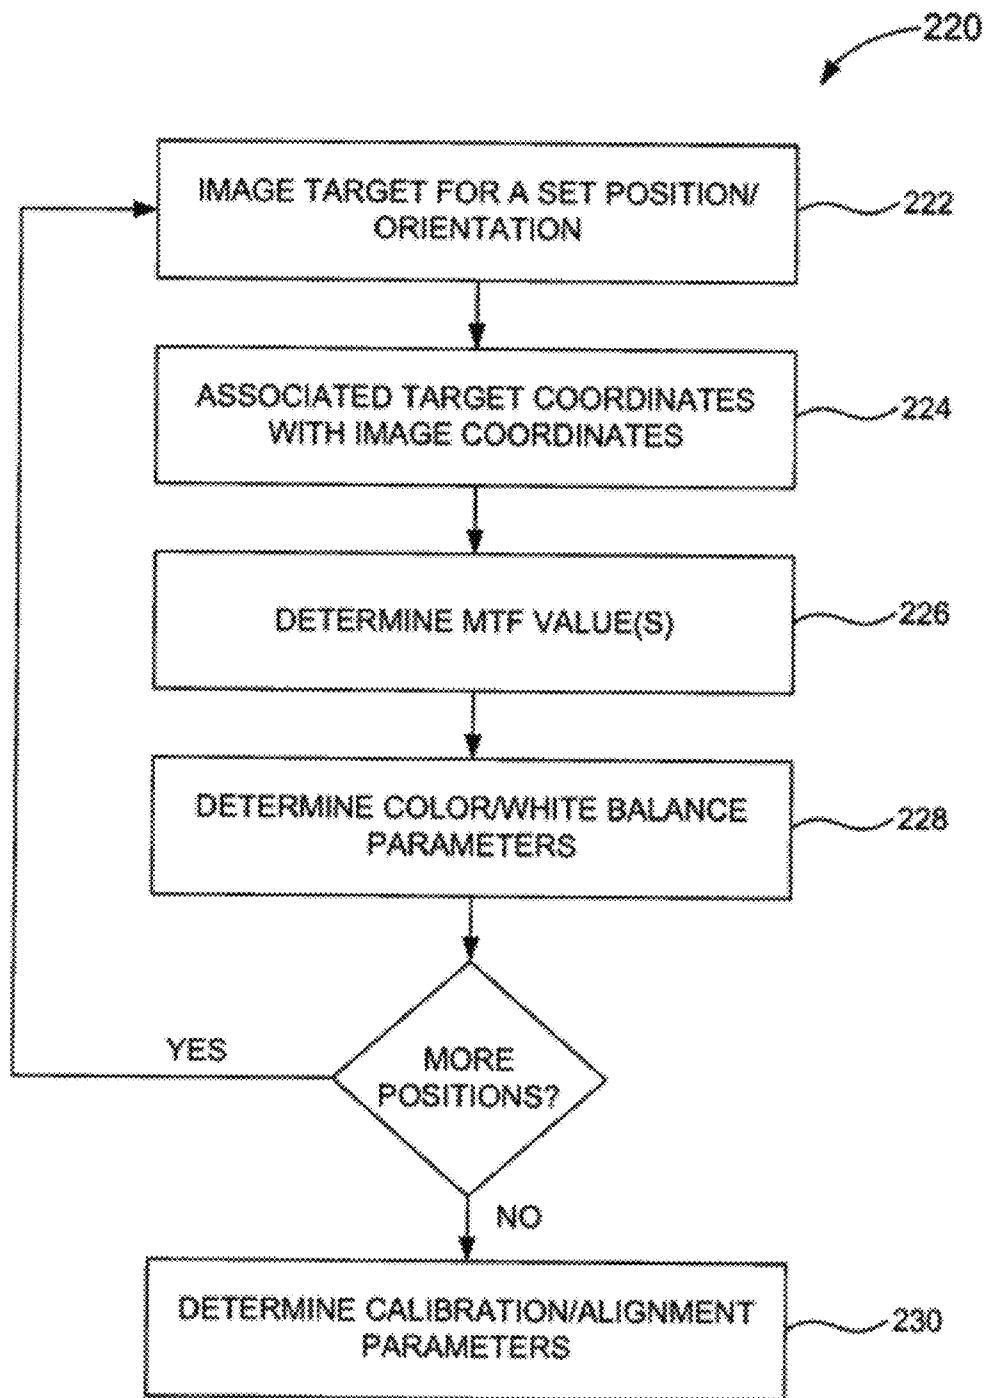 220
IMAGE TARGET FOR A SET POSITION/
ORIENTATION
222
ASSOCIATED TARGET COORDINATES
WITH IMAGE COORDINATES
224
DETERMINE MTF VALUE(S)
226
DETERMINE COLOR/WHITE BALANCE
PARAMETERS
228
YES
MORE
POSITIONS?
NO
DETERMINE CALIBRATION/ALIGNMENT
PARAMETERS
230